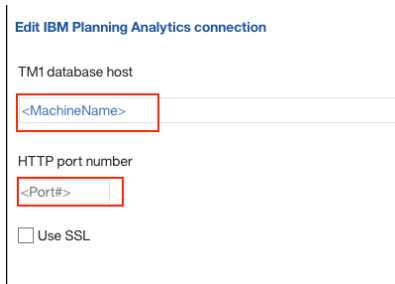 Edit IBM Planning Analytics connection
TM1 database host
<MachineName>
HTTP port number
<Port#>
Use SSL